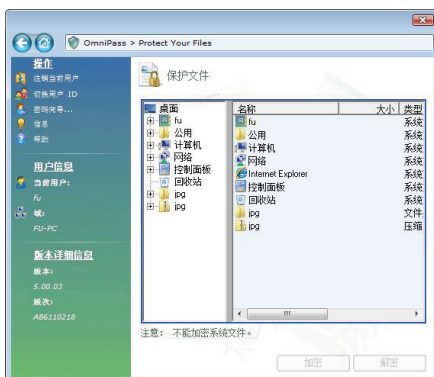 OmniPass > Protect Your Files
操作
注销当前用户
切换用户 ID
密码向导...
信息
帮助
用户信息
当前用户:
fu
域:
FU-PC
版本详细信息
版本:
5.00.03
版次:
A86110218
保护文件
桌面
fu
公用
计算机
网络
控制面板
回收站
jpg
jpg
名称 大小 类型
fu 系统
公用 系统
计算机 系统
网络 系统
Internet Explorer 系统
控制面板 系统
回收站 系统
jpg 文件
jpg 压缩
注意: 不能加密系统文件。
加密 解密